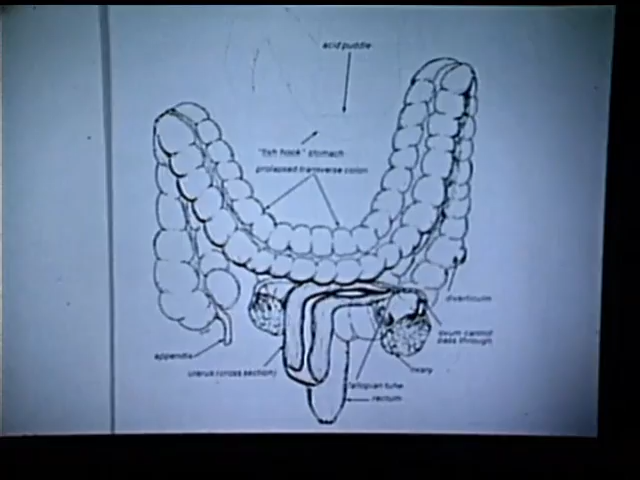 acid puddle
"fish hook" stomach
prolapsed transverse colon
diverticulm
ovum cannot
pass through
appendix
uterus (cross section)
ovary
fallopian tube
rectum